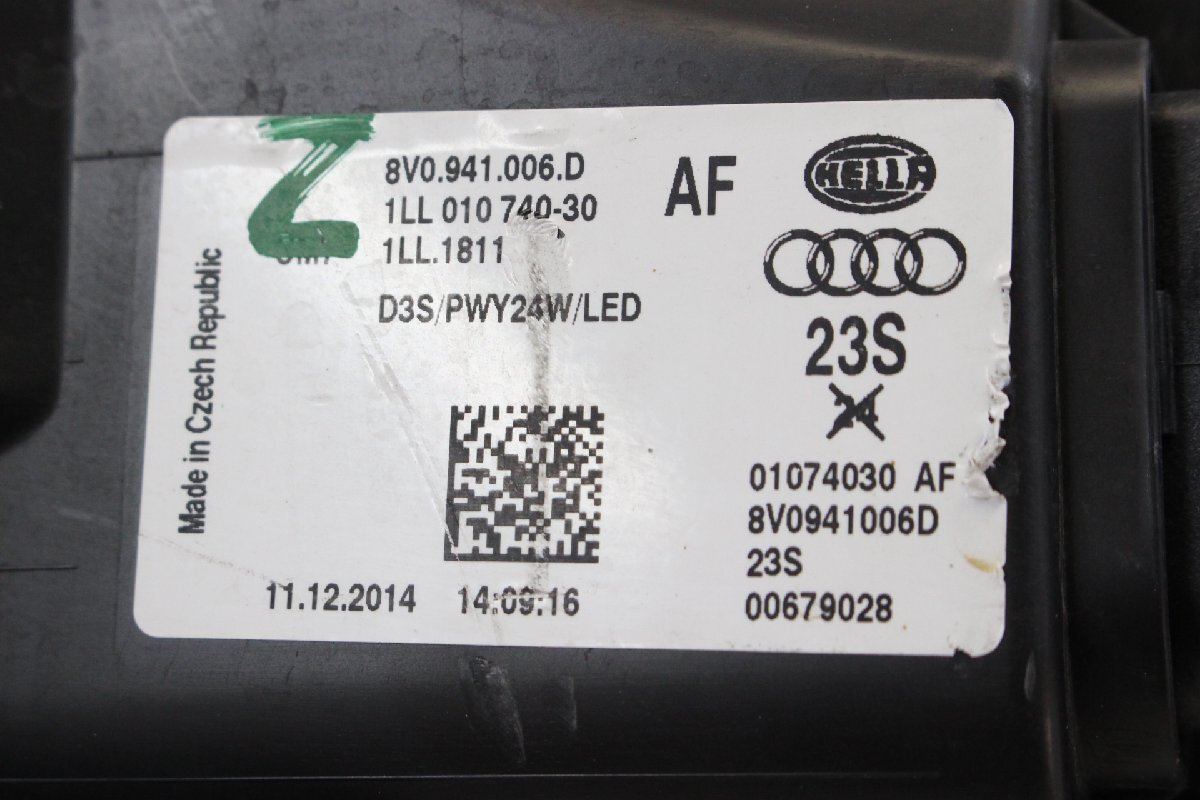 Z
8V0.941.006.D
1LL 010 740-30
1LL.1811
D3S/PWY24W/LED
AF
HELLA
23S
24
Made in Czech Republic
01074030 AF
8V0941006D
23S
00679028
11.12.2014 14:09:16